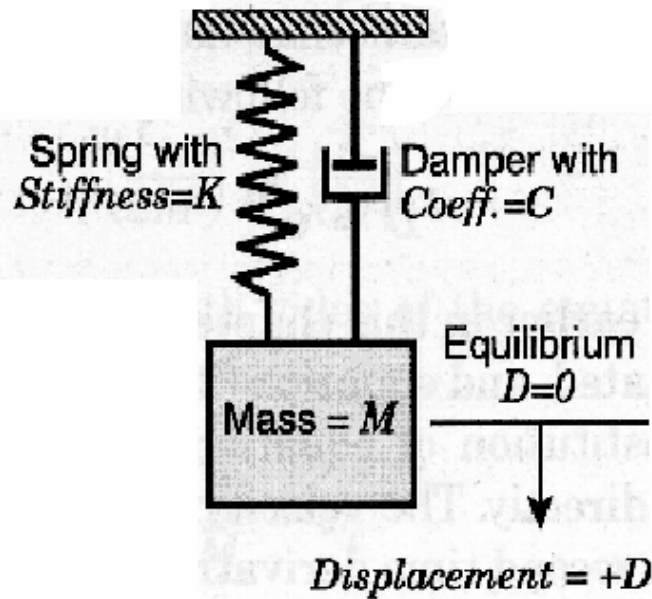 Spring with
Stiffness=K
Damper with
Coeff.=C
Equilibrium
D=0
Mass = M
Displacement = +D